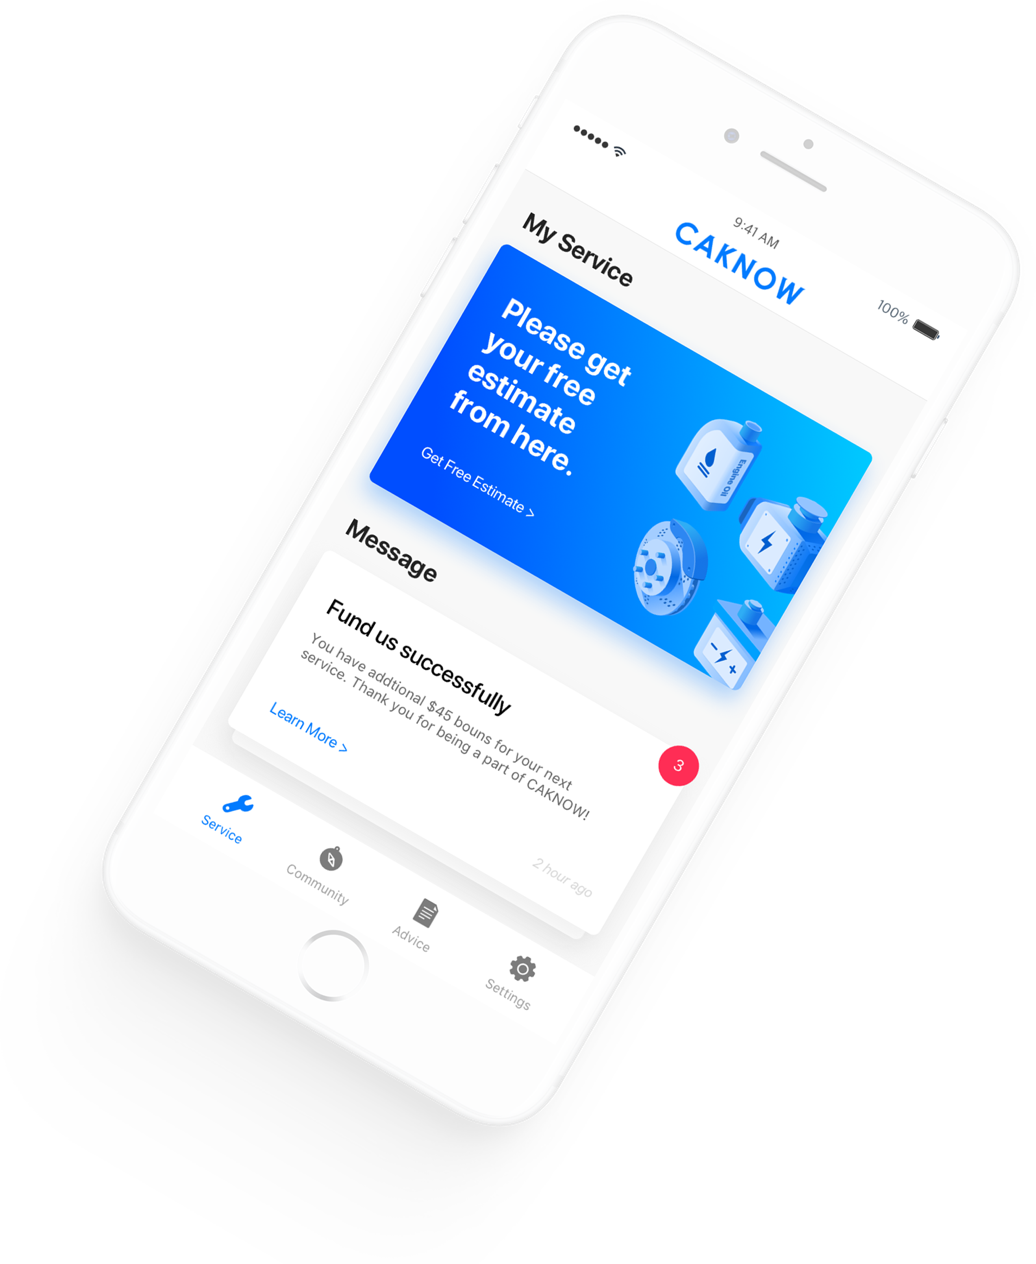 9:41 AM
100%
CAKNOW
My Service
Please get
your free
estimate
from here.
Get Free Estimate >
Engine Oil
Message
Fund us successfully
You have addtional $45 bouns for your next
service. Thank you for being a part of CAKNOW!
Learn More >
3
2 hour ago
Service
Community
Advice
Settings